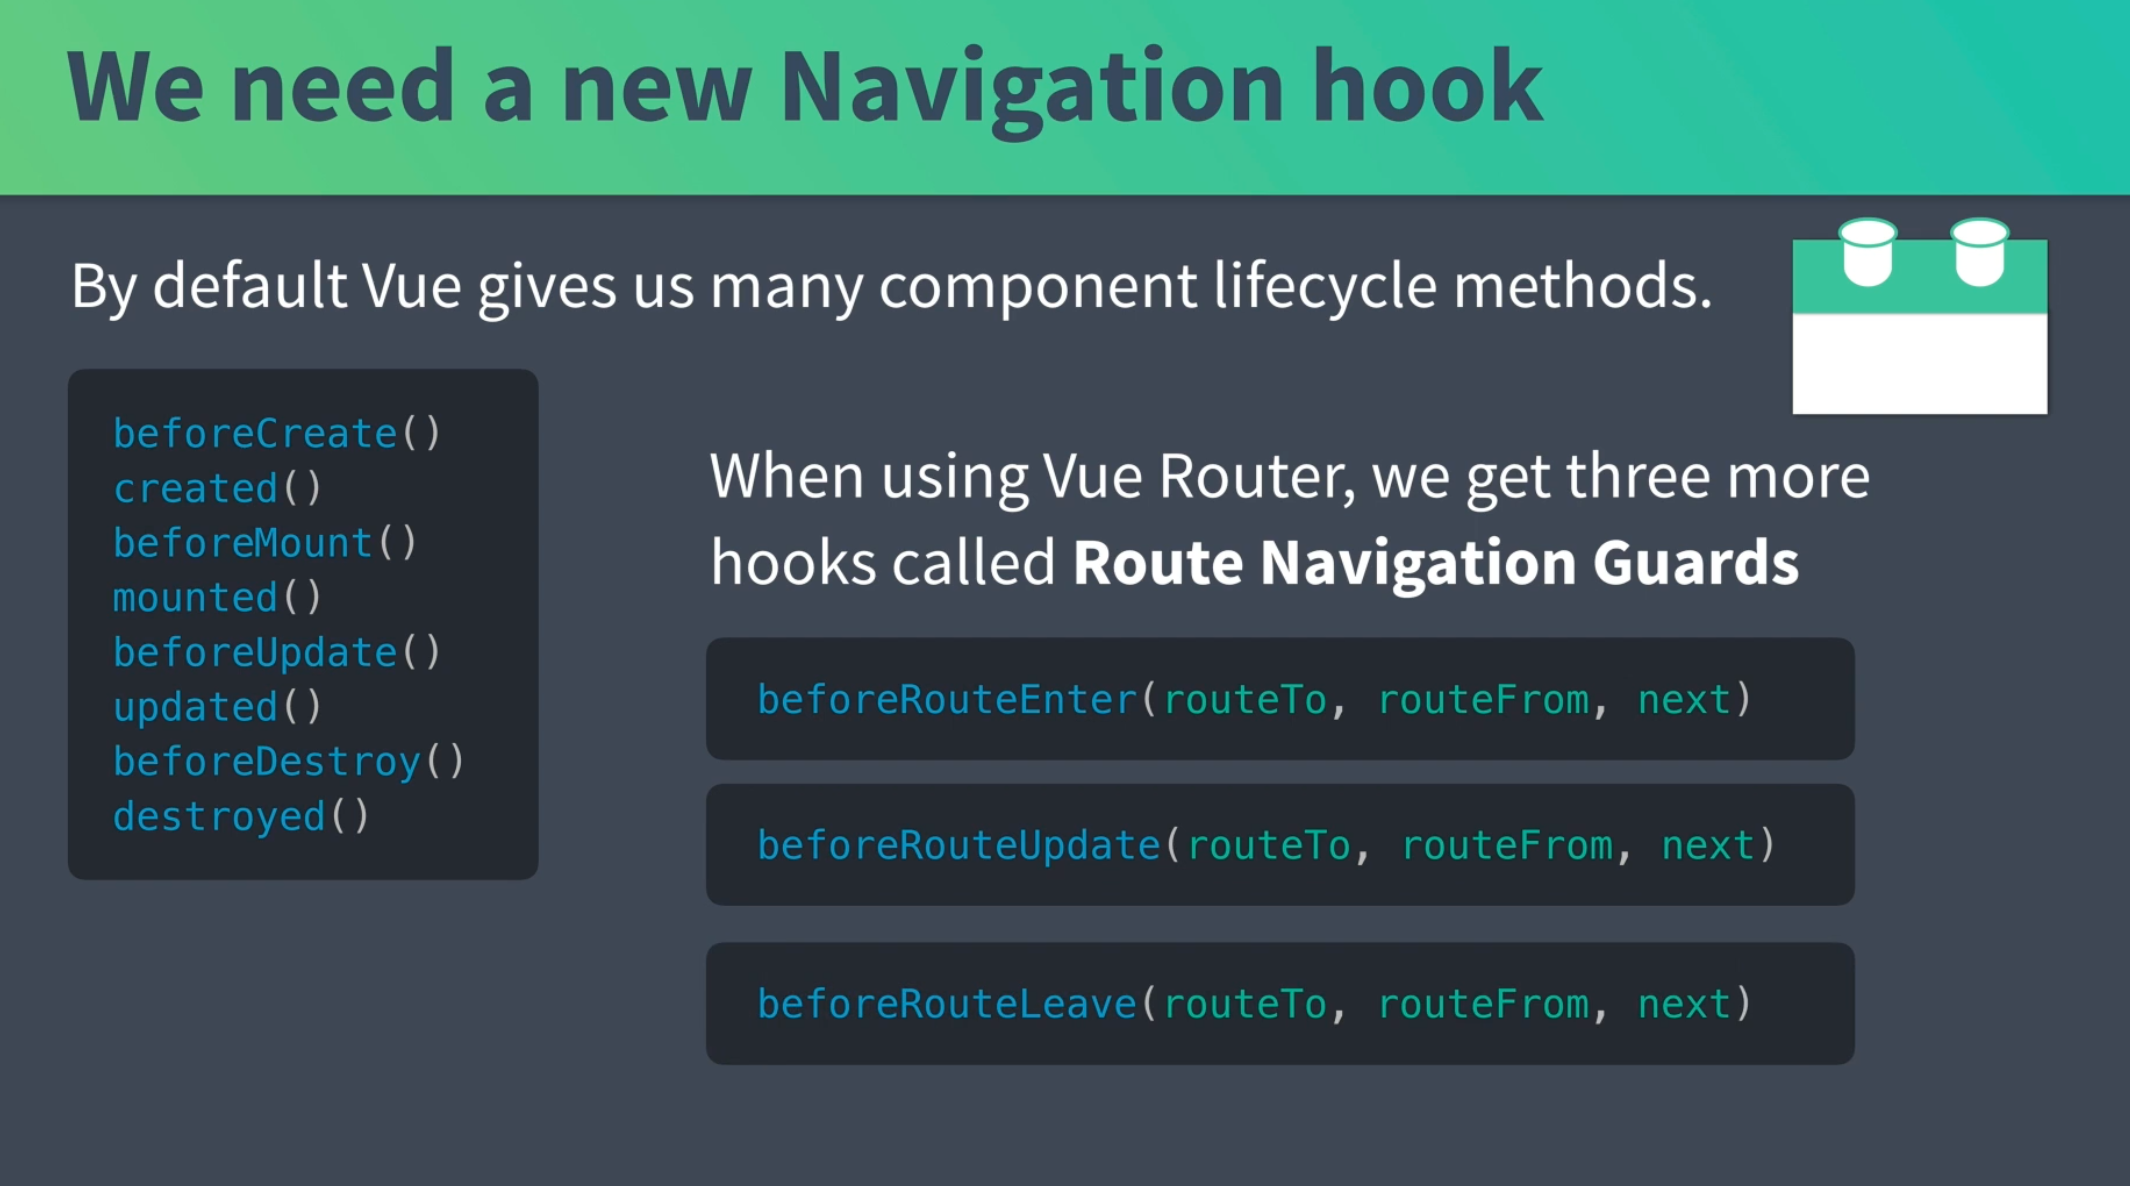 We need a new Navigation hook
By default Vue gives us many component lifecycle methods.
beforeCreate()
created()
beforeMount()
mounted()
beforeUpdate()
updated()
beforeDestroy()
destroyed()
When using Vue Router, we get three more
hooks called Route Navigation Guards
beforeRouteEnter(routeTo, routeFrom, next)
beforeRouteUpdate(routeTo, routeFrom, next)
beforeRouteLeave(routeTo, routeFrom, next)